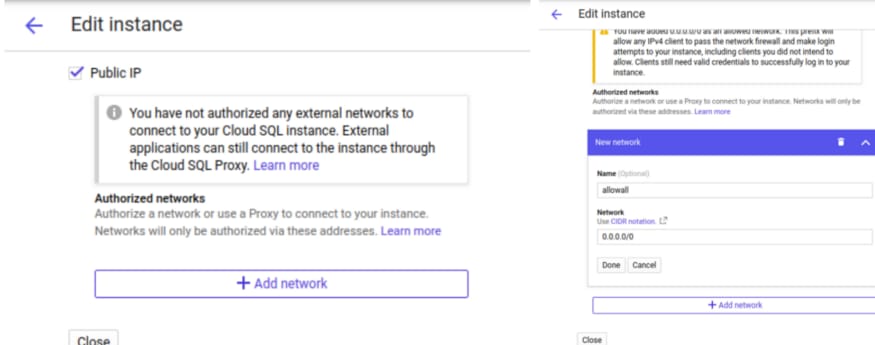 Edit instance
Public IP
You have not authorized any external networks to
connect to your Cloud SQL instance. External
applications can still connect to the instance through
the Cloud SQL Proxy. Learn more
Authorized networks
Authorize a network or use a Proxy to connect to your instance.
Networks will only be authorized via these addresses. Learn more
+ Add network
Close
Edit instance
You have added 0.0.0.0/0 as an allowed network. This prefix will
allow any IPv4 client to pass the network firewall and make login
attempts to your instance, including clients you did not intend to
allow. Clients still need valid credentials to successfully log in to your
instance.
Authorized networks
Authorize a network or use a Proxy to connect to your instance. Networks will only be
authorized via these addresses. Learn more
New network
Name (Optional)
allowall
Network
Use CIDR notation.
0.0.0.0/0
Done Cancel
+ Add network
Close